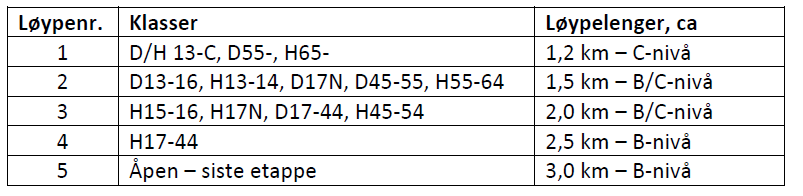 Løypenr. Klasser Løypelenger, ca
1 D/H 13-C, D55-, H65- 1,2 km – C-nivå
2 D13-16, H13-14, D17N, D45-55, H55-64 1,5 km – B/C-nivå
3 H15-16, H17N, D17-44, H45-54 2,0 km – B/C-nivå
4 H17-44 2,5 km – B-nivå
5 Åpen – siste etappe 3,0 km – B-nivå